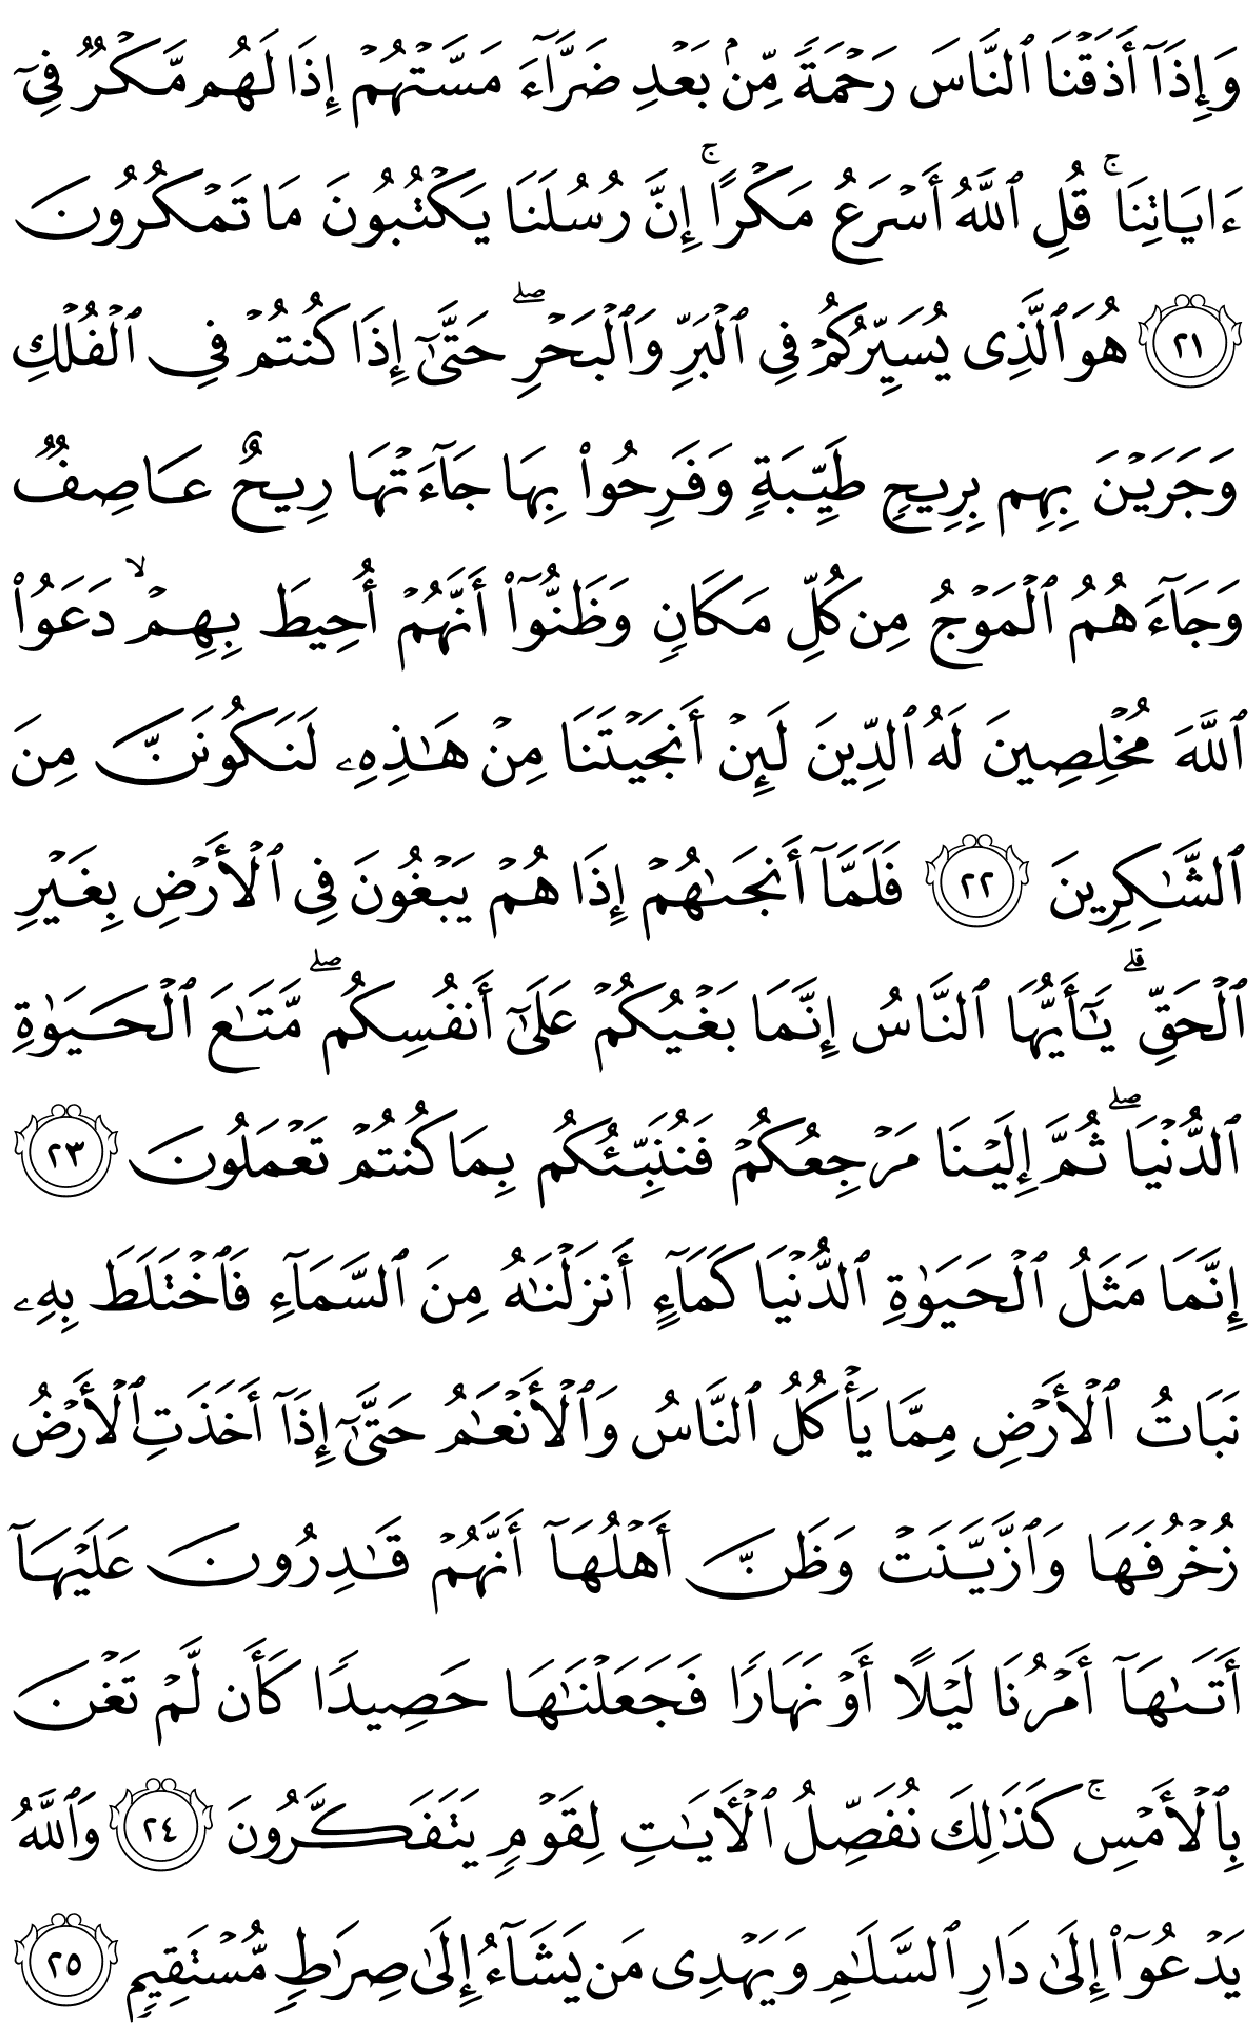 وَإِذَآ أَذَقۡنَا ٱلنَّاسَ رَحۡمَةٗ مِّنۢ بَعۡدِ ضَرَّآءَ مَسَّتۡهُمۡ إِذَا لَهُم مَّكۡرٞ فِيٓ
ءَايَاتِنَاۚ قُلِ ٱللَّهُ أَسۡرَعُ مَكۡرًاۚ إِنَّ رُسُلَنَا يَكۡتُبُونَ مَا تَمۡكُرُونَ
٢١ هُوَ ٱلَّذِي يُسَيِّرُكُمۡ فِي ٱلۡبَرِّ وَٱلۡبَحۡرِۖ حَتَّىٰٓ إِذَا كُنتُمۡ فِي ٱلۡفُلۡكِ
وَجَرَيۡنَ بِهِم بِرِيحٖ طَيِّبَةٖ وَفَرِحُواْ بِهَا جَآءَتۡهَا رِيحٌ عَاصِفٞ
وَجَآءَهُمُ ٱلۡمَوۡجُ مِن كُلِّ مَكَانٖ وَظَنُّوٓاْ أَنَّهُمۡ أُحِيطَ بِهِمۡۙ دَعَوُاْ
ٱللَّهَ مُخۡلِصِينَ لَهُ ٱلدِّينَ لَئِنۡ أَنجَيۡتَنَا مِنۡ هَٰذِهِۦ لَنَكُونَنَّ مِنَ
ٱلشَّٰكِرِينَ ٢٢ فَلَمَّآ أَنجَىٰهُمۡ إِذَا هُمۡ يَبۡغُونَ فِي ٱلۡأَرۡضِ بِغَيۡرِ
ٱلۡحَقِّۗ يَٰٓأَيُّهَا ٱلنَّاسُ إِنَّمَا بَغۡيُكُمۡ عَلَىٰٓ أَنفُسِكُمۖ مَّتَٰعَ ٱلۡحَيَوٰةِ
ٱلدُّنۡيَاۖ ثُمَّ إِلَيۡنَا مَرۡجِعُكُمۡ فَنُنَبِّئُكُم بِمَا كُنتُمۡ تَعۡمَلُونَ ٢٣
إِنَّمَا مَثَلُ ٱلۡحَيَوٰةِ ٱلدُّنۡيَا كَمَآءٍ أَنزَلۡنَٰهُ مِنَ ٱلسَّمَآءِ فَٱخۡتَلَطَ بِهِۦ
نَبَاتُ ٱلۡأَرۡضِ مِمَّا يَأۡكُلُ ٱلنَّاسُ وَٱلۡأَنۡعَٰمُ حَتَّىٰٓ إِذَآ أَخَذَتِ ٱلۡأَرۡضُ
زُخۡرُفَهَا وَٱزَّيَّنَتۡ وَظَنَّ أَهۡلُهَآ أَنَّهُمۡ قَٰدِرُونَ عَلَيۡهَآ
أَتَىٰهَآ أَمۡرُنَا لَيۡلًا أَوۡ نَهَارٗا فَجَعَلۡنَٰهَا حَصِيدٗا كَأَن لَّمۡ تَغۡنَ
بِٱلۡأَمۡسِۚ كَذَٰلِكَ نُفَصِّلُ ٱلۡأٓيَٰتِ لِقَوۡمٖ يَتَفَكَّرُونَ ٢٤ وَٱللَّهُ
يَدۡعُوٓاْ إِلَىٰ دَارِ ٱلسَّلَٰمِ وَيَهۡدِي مَن يَشَآءُ إِلَىٰ صِرَٰطٖ مُّسۡتَقِيمٖ ٢٥